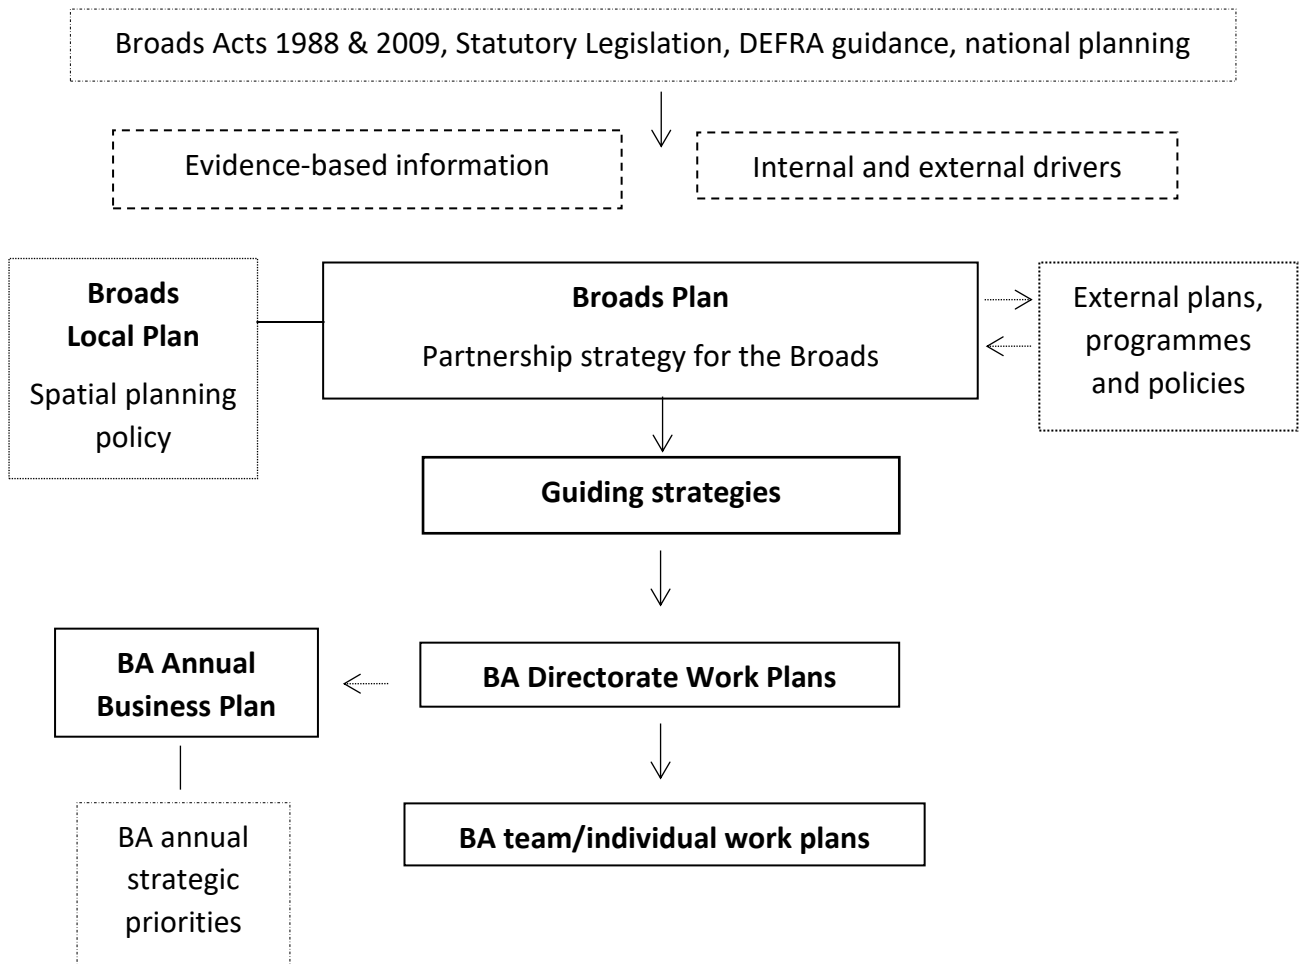 Broads Acts 1988 & 2009, Statutory Legislation, DEFRA guidance, national planning
Evidence-based information
Internal and external drivers
Broads
Local Plan
Spatial planning
policy
Broads Plan
Partnership strategy for the Broads
External plans,
programmes
and policies
Guiding strategies
BA Annual
Business Plan
BA Directorate Work Plans
BA annual
strategic
priorities
BA team/individual work plans